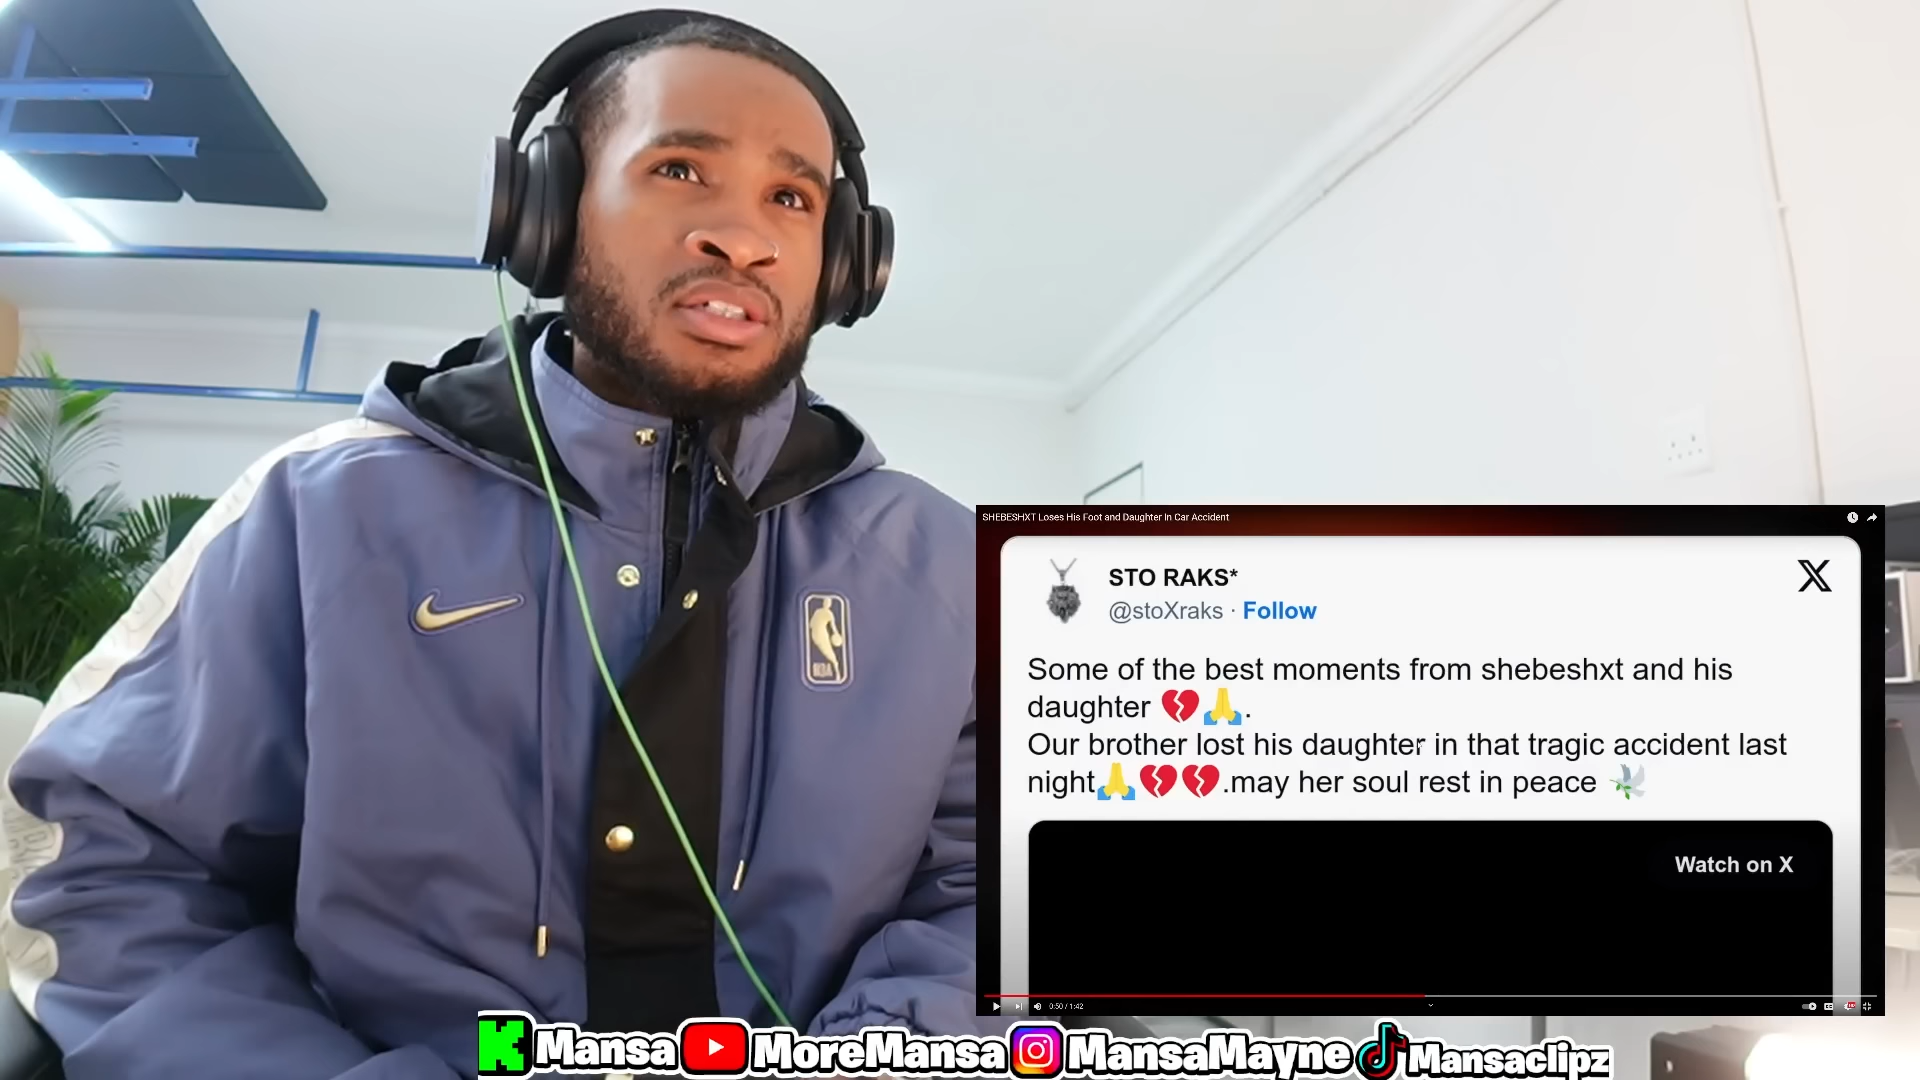 SHEBESHXT Loses His Foot and Daughter In Car Accident
STO RAKS*
@stoXraks · Follow
Some of the best moments from shebeshxt and his
daughter 💔🙏.
Our brother lost his daughter in that tragic accident last
night🙏💔💔.may her soul rest in peace 🕊️
Watch on X
0:50 / 1:42
NBA
K Mansa MoreMansa MansaMayne Mansaclipz